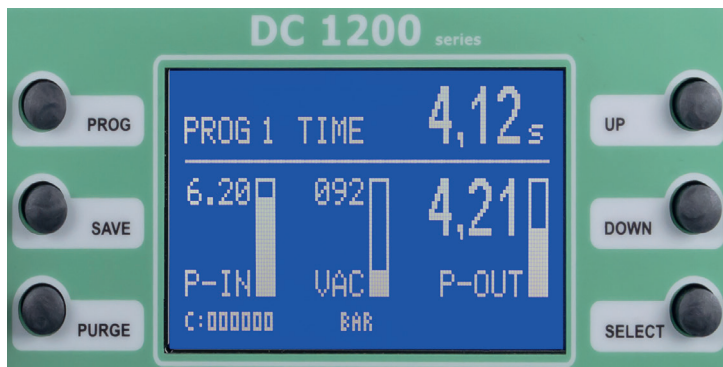 DC 1200 series
PROG
SAVE
PURGE
PROG 1 TIME 4,12s
6.20 092 4,21
P-IN VAC P-OUT
C:000000 BAR
UP
DOWN
SELECT